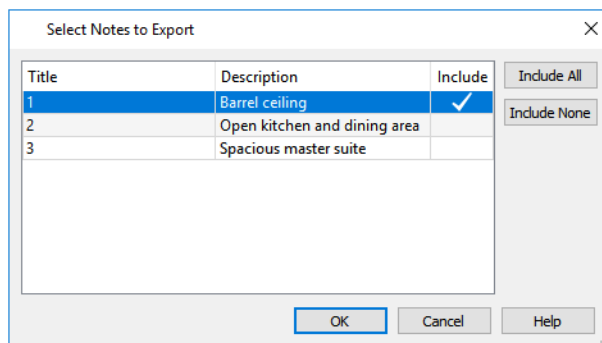 Select Notes to Export
Title Description Include Include All
1 Barrel ceiling Include None
2 Open kitchen and dining area
3 Spacious master suite
OK Cancel Help